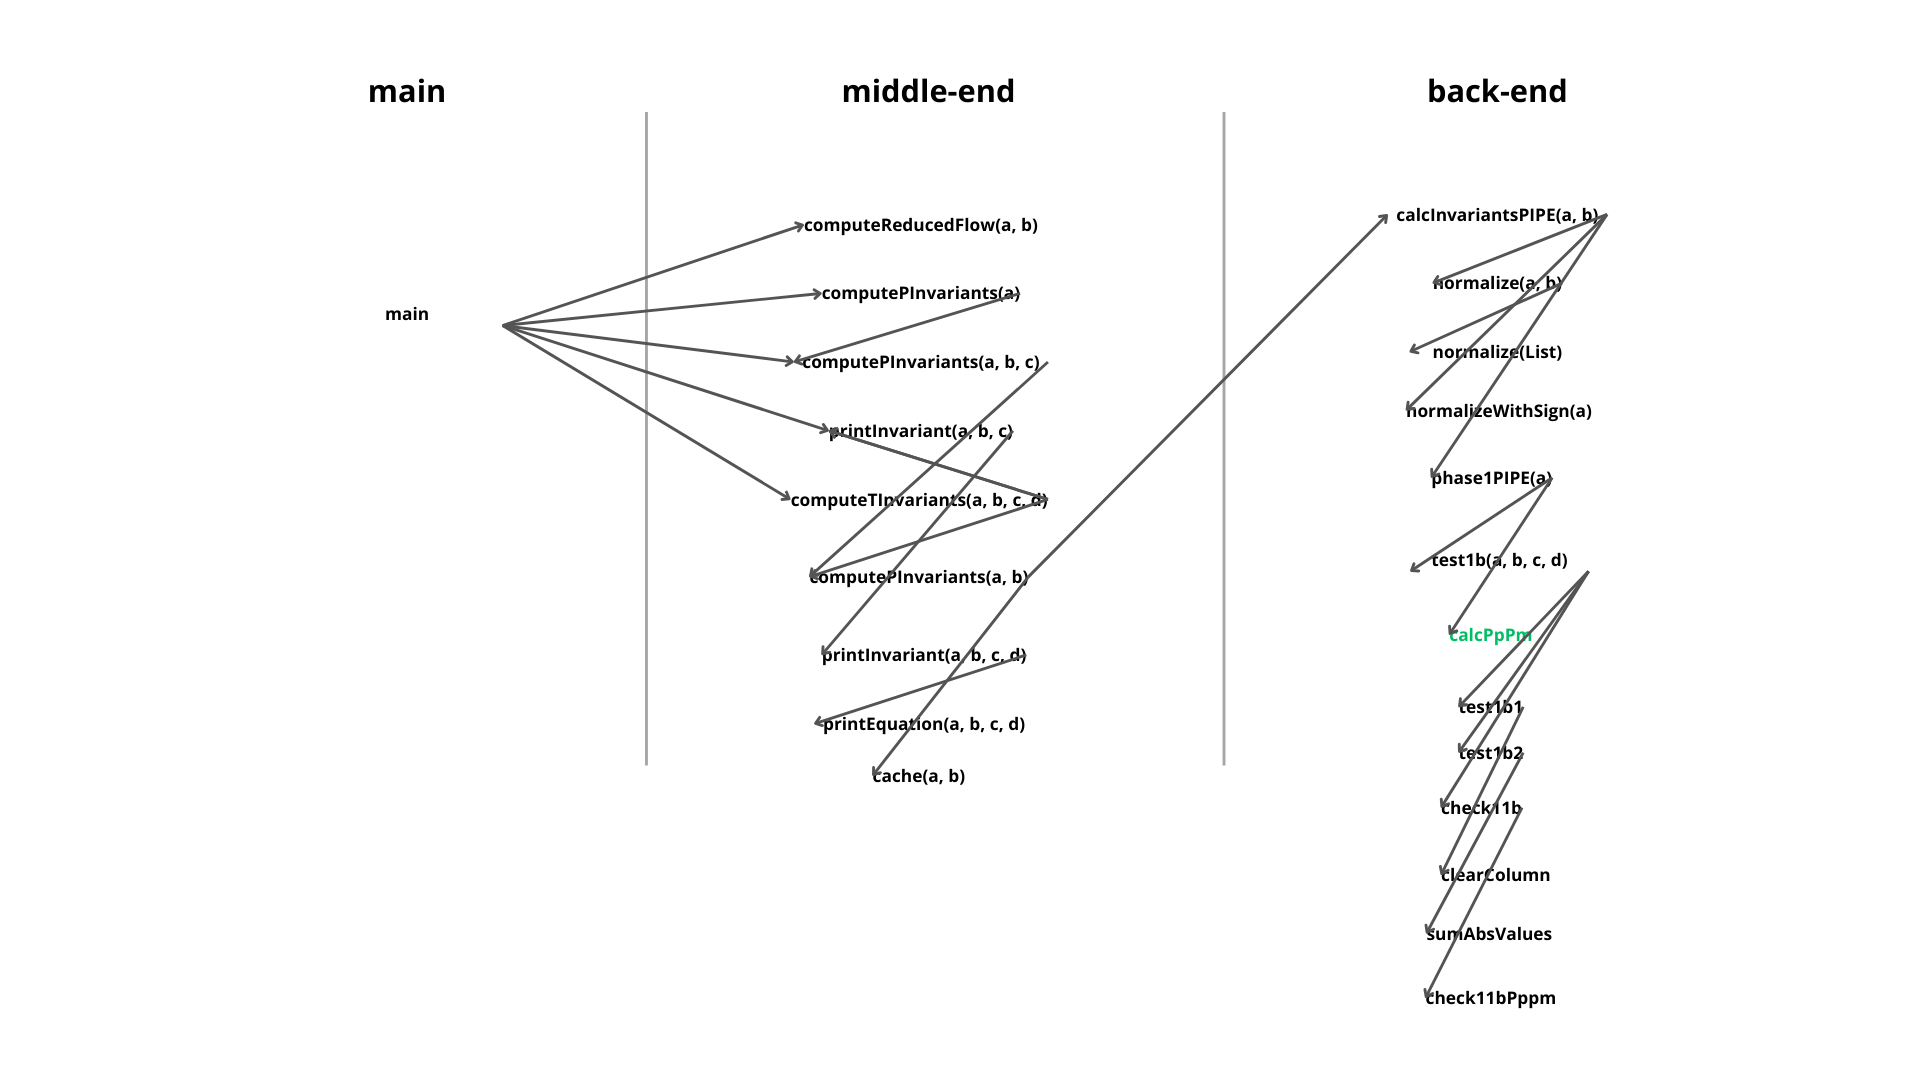 main
middle-end
back-end
main
computeReducedFlow(a, b)
computePInvariants(a)
computePInvariants(a, b, c)
printInvariant(a, b, c)
computeTInvariants(a, b, c, d)
computePInvariants(a, b)
printInvariant(a, b, c, d)
printEquation(a, b, c, d)
cache(a, b)
calcInvariantsPIPE(a, b)
normalize(a, b)
normalize(List)
normalizeWithSign(a)
phase1PIPE(a)
test1b(a, b, c, d)
calcPpPm
test1b1
test1b2
check11b
clearColumn
sumAbsValues
check11bPppm